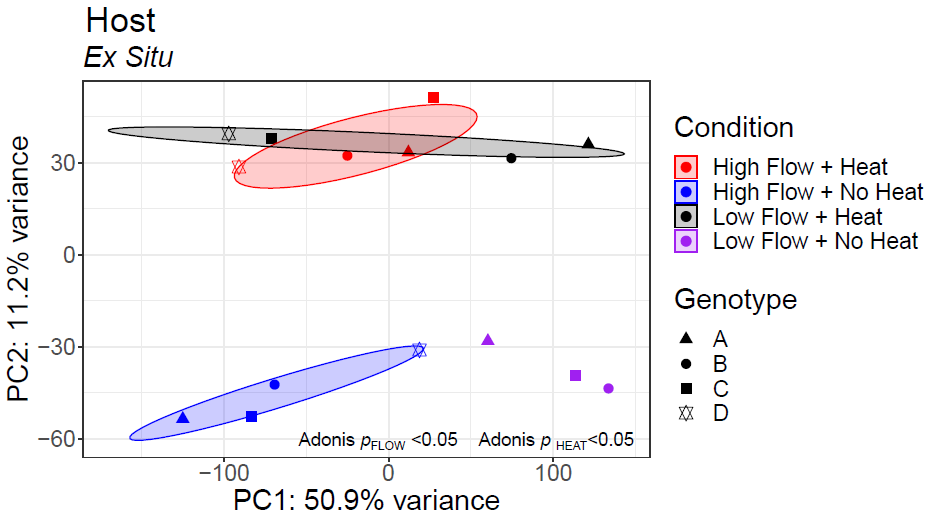 Host
Ex Situ
PC2: 11.2% variance
30
0
−30
−60
Adonis pFLOW <0.05 Adonis p HEAT<0.05
−100 0 100
PC1: 50.9% variance
Condition
High Flow + Heat
High Flow + No Heat
Low Flow + Heat
Low Flow + No Heat
Genotype
A
B
C
D